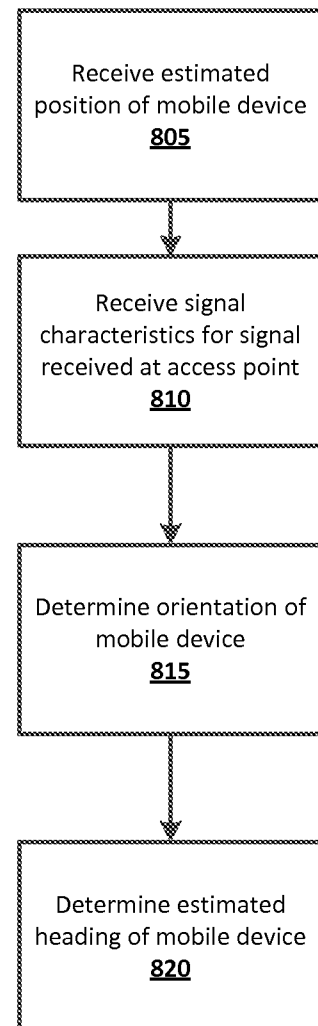 Receive estimated
position of mobile device
805
Receive signal
characteristics for signal
received at access point
810
Determine orientation of
mobile device
815
Determine estimated
heading of mobile device
820